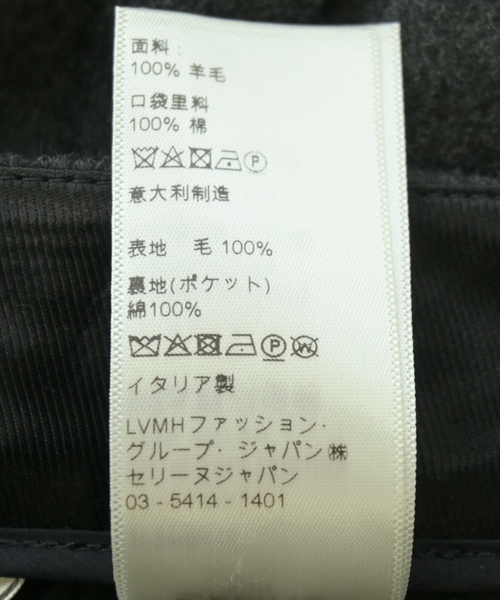 面料：
100% 羊毛
口袋里料
100% 棉
P
意大利制造
表地 毛 100%
裏地(ポケット)
綿100%
P W
イタリア製
LVMHファッション・
グループ・ジャパン㈱
セリーヌジャパン
03 - 5414 - 1401